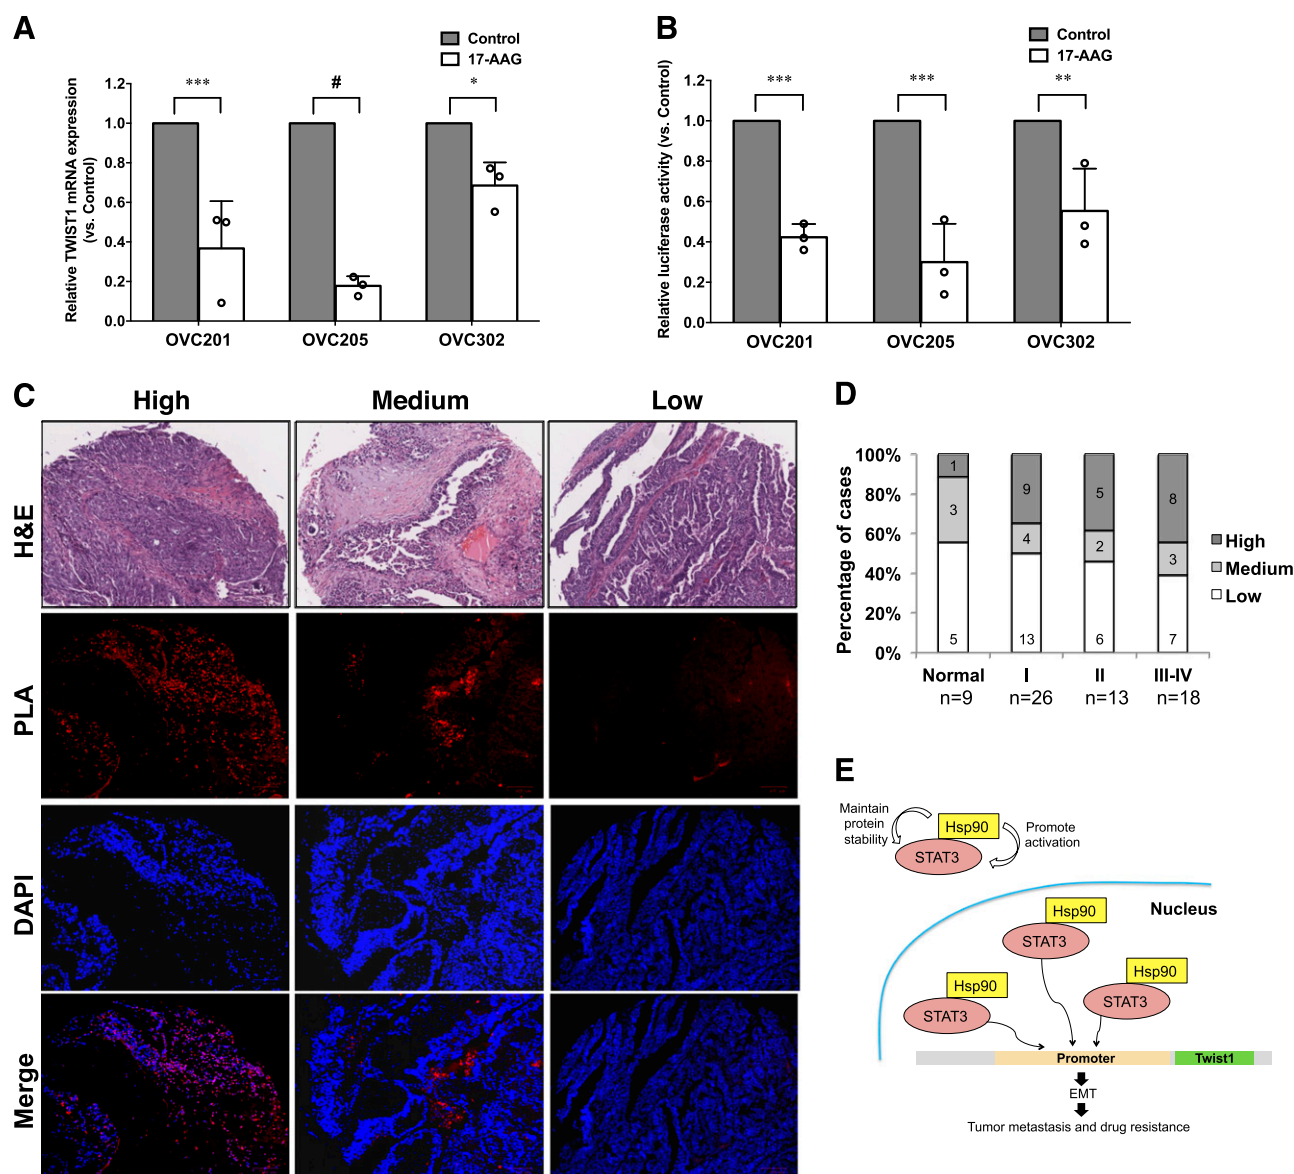 A
Control
17-AAG
Relative TWIST1 mRNA expression
(vs. Control)
1.2
1.0
0.8
0.6
0.4
0.2
0.0
***
#
*
OVC201
OVC205
OVC302
B
Control
17-AAG
Relative luciferase activity (vs. Control)
1.2
1.0
0.8
0.6
0.4
0.2
0.0
***
***
**
OVC201
OVC205
OVC302
C
High
Medium
Low
H&E
PLA
DAPI
Merge
D
Percentage of cases
100%
80%
60%
40%
20%
0%
1
3
5
9
4
13
5
2
6
8
3
7
High
Medium
Low
Normal
I
II
III-IV
n=9
n=26
n=13
n=18
E
Maintain
protein
stability
Hsp90
STAT3
Promote
activation
Nucleus
Hsp90
STAT3
Hsp90
STAT3
Hsp90
STAT3
Promoter
Twist1
EMT
Tumor metastasis and drug resistance